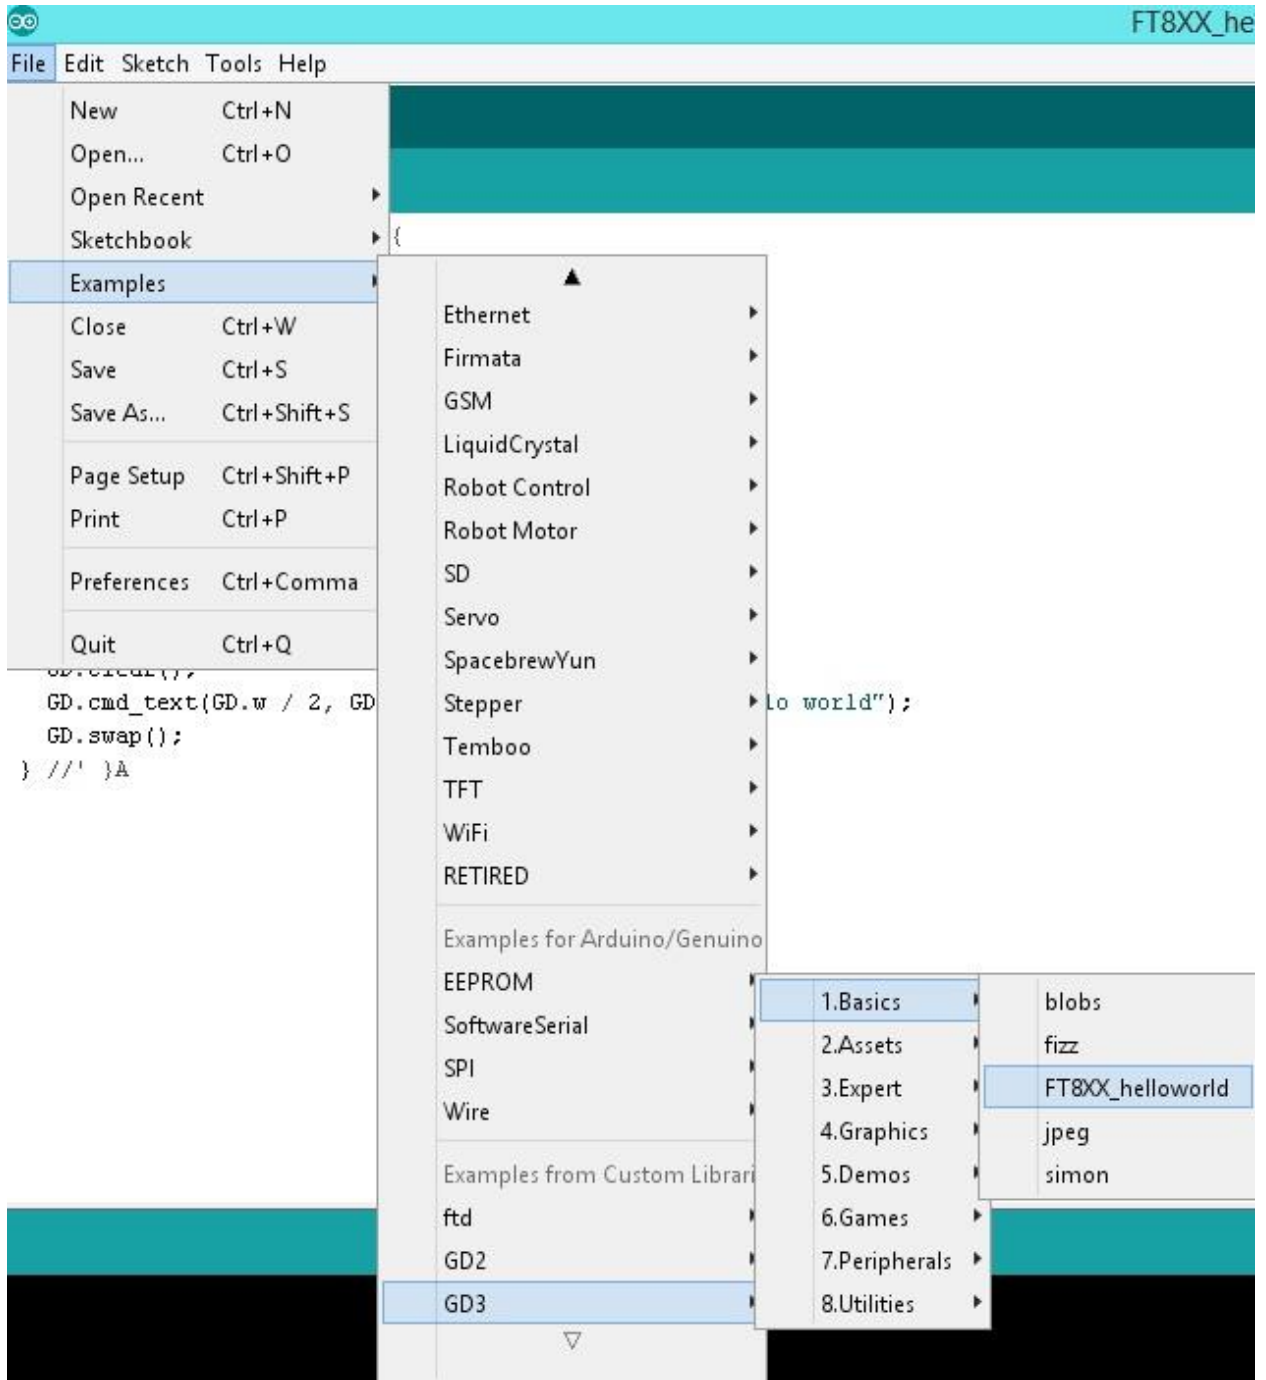 FT8XX_he
File Edit Sketch Tools Help
New Ctrl+N
Open... Ctrl+O
Open Recent
Sketchbook
Examples
Close Ctrl+W
Save Ctrl+S
Save As... Ctrl+Shift+S
Page Setup Ctrl+Shift+P
Print Ctrl+P
Preferences Ctrl+Comma
Quit Ctrl+Q
{
Ethernet
Firmata
GSM
LiquidCrystal
Robot Control
Robot Motor
SD
Servo
SpacebrewYun
Stepper
Temboo
TFT
WiFi
RETIRED
Examples for Arduino/Genuino
EEPROM
SoftwareSerial
SPI
Wire
Examples from Custom Librari
ftd
GD2
GD3
1.Basics
2.Assets
3.Expert
4.Graphics
5.Demos
6.Games
7.Peripherals
8.Utilities
blobs
fizz
FT8XX_helloworld
jpeg
simon
GD.cmd_text(GD.w / 2, GD lo world");
GD.swap();
} //' }A